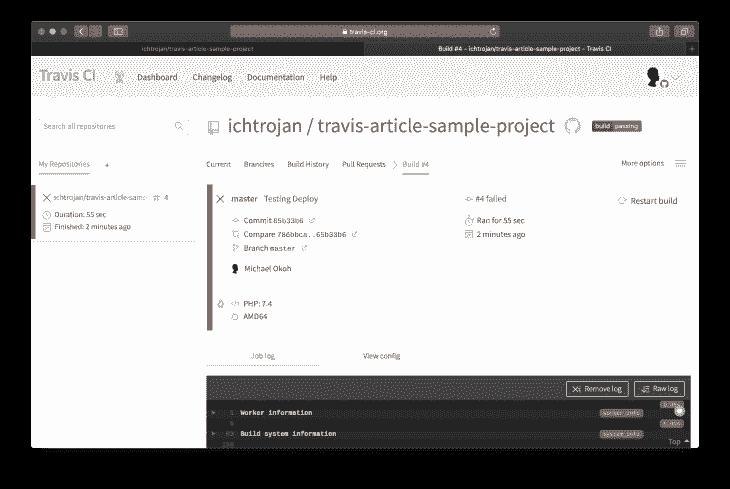 travis-ci.org
ichtrojan/travis-article-sample-project
Build #4 - ichtrojan/travis-article-sample-project - Travis CI
Travis CI
Dashboard
Changelog
Documentation
Help
Search all repositories
ichtrojan / travis-article-sample-project
build passing
My Repositories +
Current
Branches
Build History
Pull Requests
Build #4
More options
ichtrojan/travis-article-sam
# 4
Duration: 55 sec
Finished: 2 minutes ago
master Testing Deploy
Commit 65b33b6
Compare 786bbca..65b33b6
Branch master
Michael Okoh
#4 failed
Ran for 55 sec
2 minutes ago
Restart build
PHP: 7.4
AMD64
Job log
View config
Remove log
Raw log
1 Worker information
worker_info
6
Build system information
system_info
Top